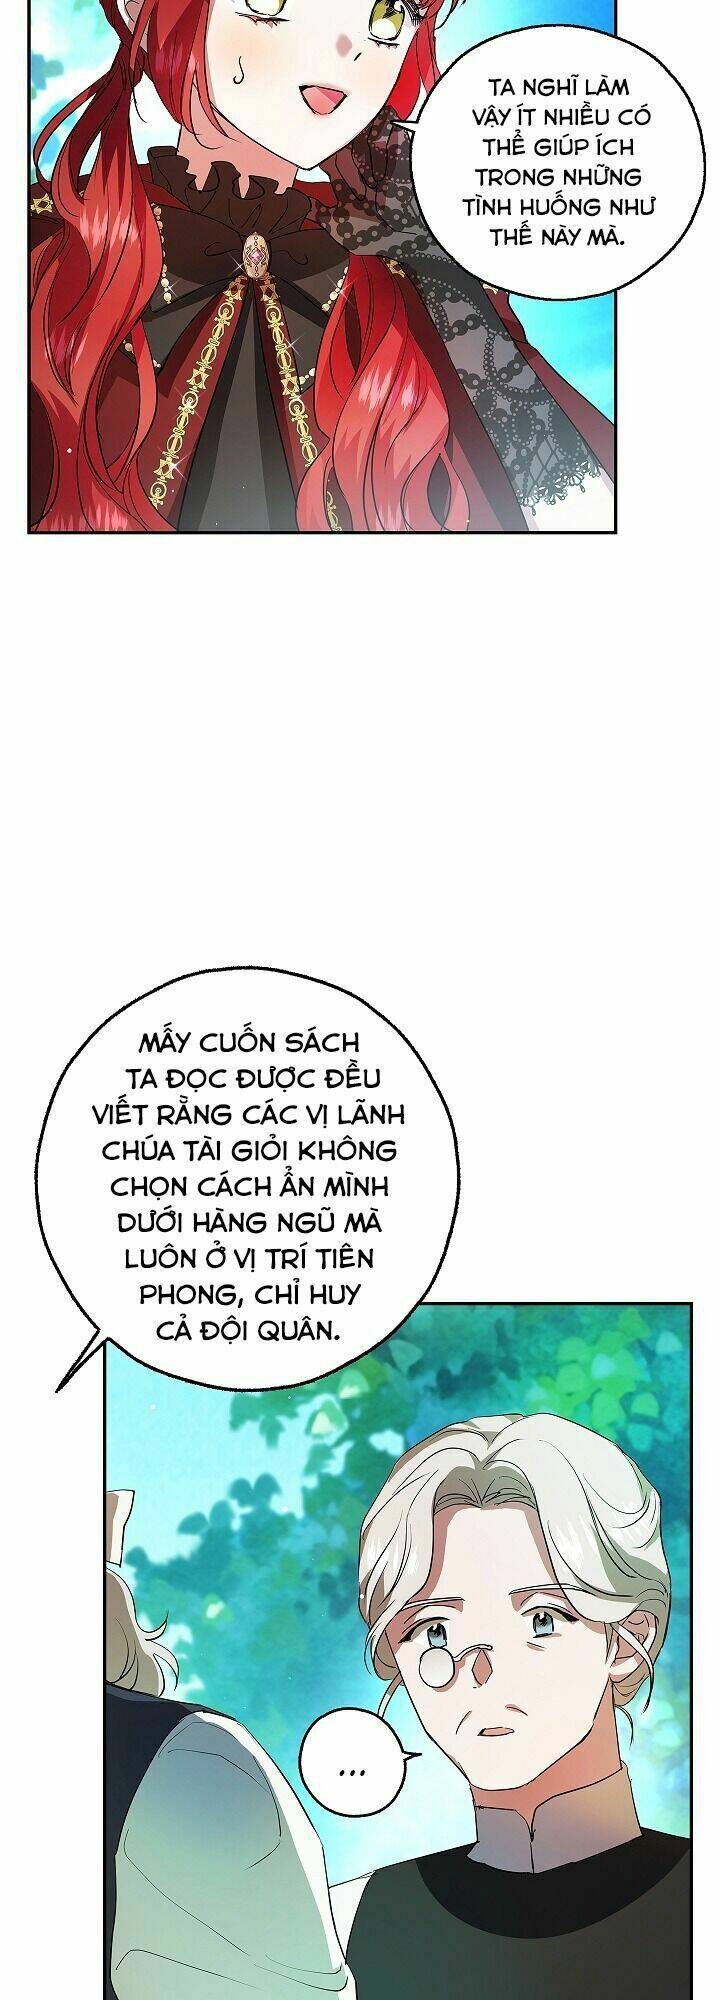 TA NGHĨ LÀM
VẬY ÍT NHIỀU CÓ
THỂ GIÚP ÍCH
TRONG NHỮNG
TÌNH HUỐNG NHƯ
THẾ NÀY MÀ.
MẤY CUỐN SÁCH
TA ĐỌC ĐƯỢC ĐỀU
VIẾT RẰNG CÁC VỊ LÃNH
CHÚA TÀI GIỎI KHÔNG
CHỌN CÁCH ẨN MÌNH
DƯỚI HÀNG NGŨ MÀ
LUÔN Ở VỊ TRÍ TIÊN
PHONG, CHỈ HUY
CẢ ĐỘI QUÂN.
...